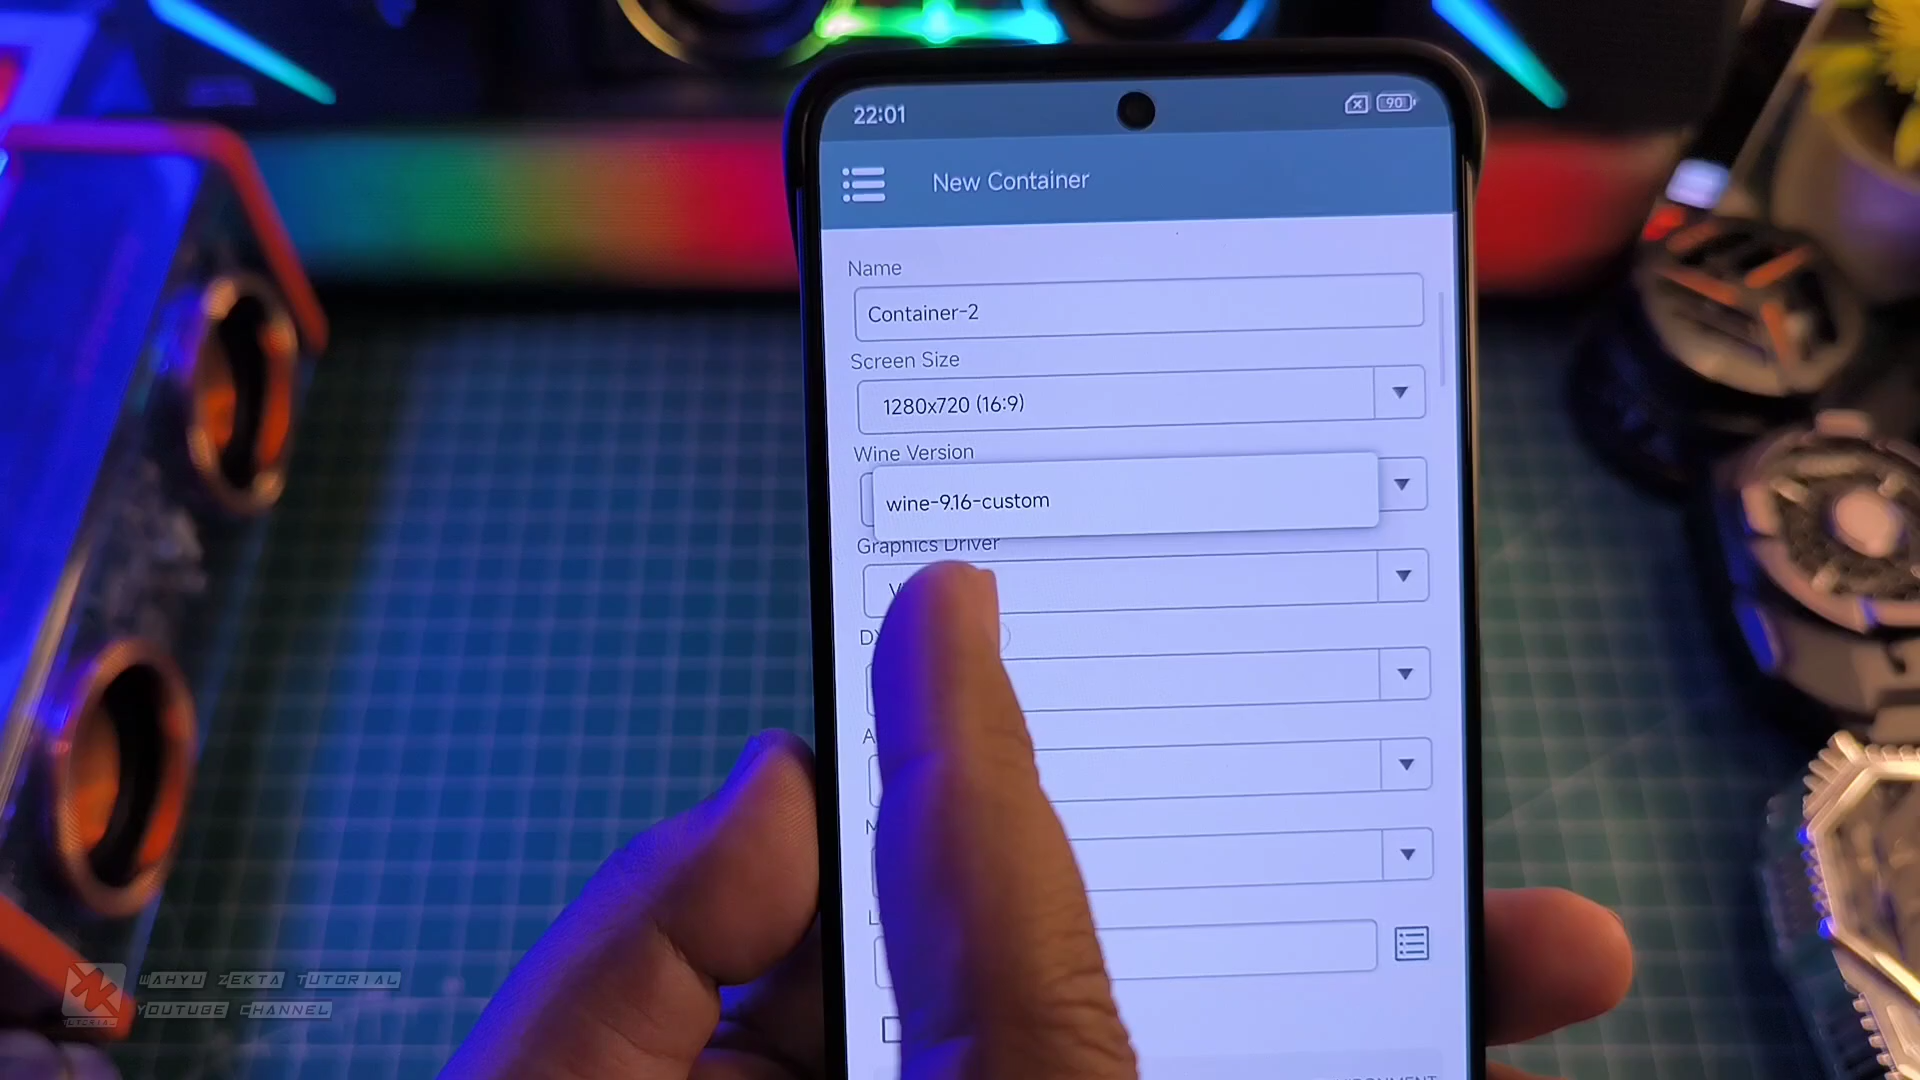 22:01
90
New Container
Name
Container-2
Screen Size
1280x720 (16:9)
Wine Version
wine-9.16-custom
Graphics Driver
WAHYU ZEKTA TUTORIAL
YOUTUBE CHANNEL